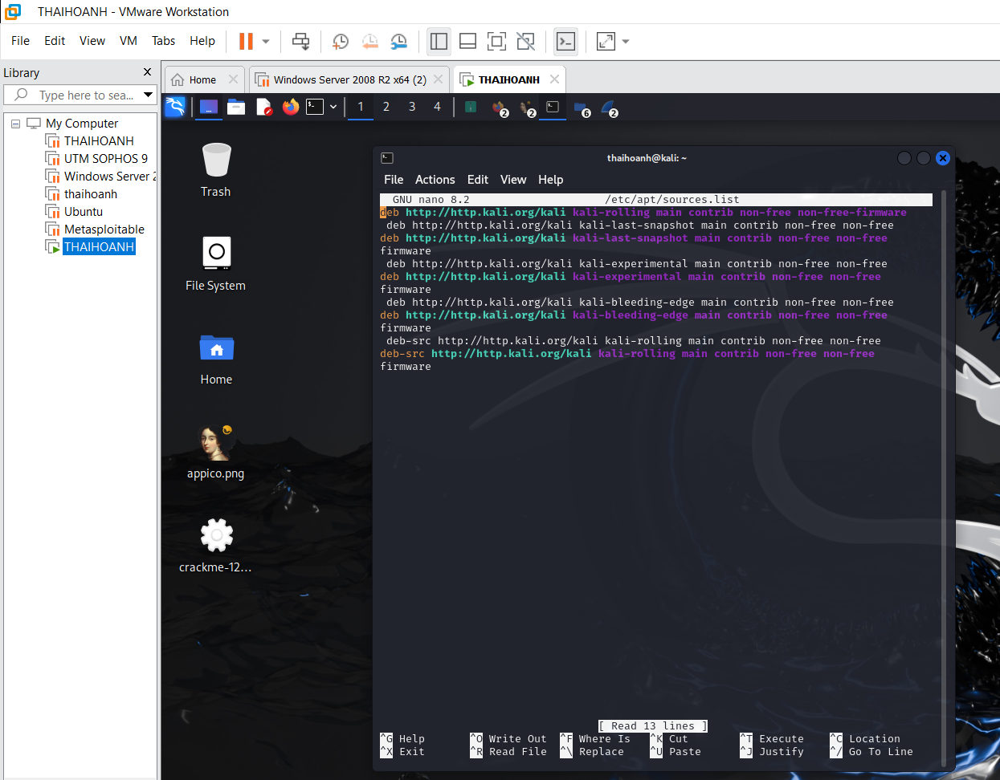 THAIHOANH - VMware Workstation
File Edit View VM Tabs Help
Library
Type here to sea...
My Computer
THAIHOANH
UTM SOPHOS 9
Windows Server 2
thaihoanh
Ubuntu
Metasploitable
THAIHOANH
Home
Windows Server 2008 R2 x64 (2)
THAIHOANH
1 2 3 4 2 2 6 2
Trash
File System
Home
appico.png
crackme-12...
thaihoanh@kali: ~
File Actions Edit View Help
GNU nano 8.2 /etc/apt/sources.list
deb http://http.kali.org/kali kali-rolling main contrib non-free non-free-firmware
deb http://http.kali.org/kali kali-last-snapshot main contrib non-free non-free
deb http://http.kali.org/kali kali-last-snapshot main contrib non-free non-free
firmware
deb http://http.kali.org/kali kali-experimental main contrib non-free non-free
deb http://http.kali.org/kali kali-experimental main contrib non-free non-free
firmware
deb http://http.kali.org/kali kali-bleeding-edge main contrib non-free non-free
deb http://http.kali.org/kali kali-bleeding-edge main contrib non-free non-free
firmware
deb-src http://http.kali.org/kali kali-rolling main contrib non-free non-free
deb-src http://http.kali.org/kali kali-rolling main contrib non-free non-free
firmware
[ Read 13 lines ]
^G Help ^O Write Out ^F Where Is ^K Cut ^T Execute ^C Location
^X Exit ^R Read File ^\ Replace ^U Paste ^J Justify ^/ Go To Line